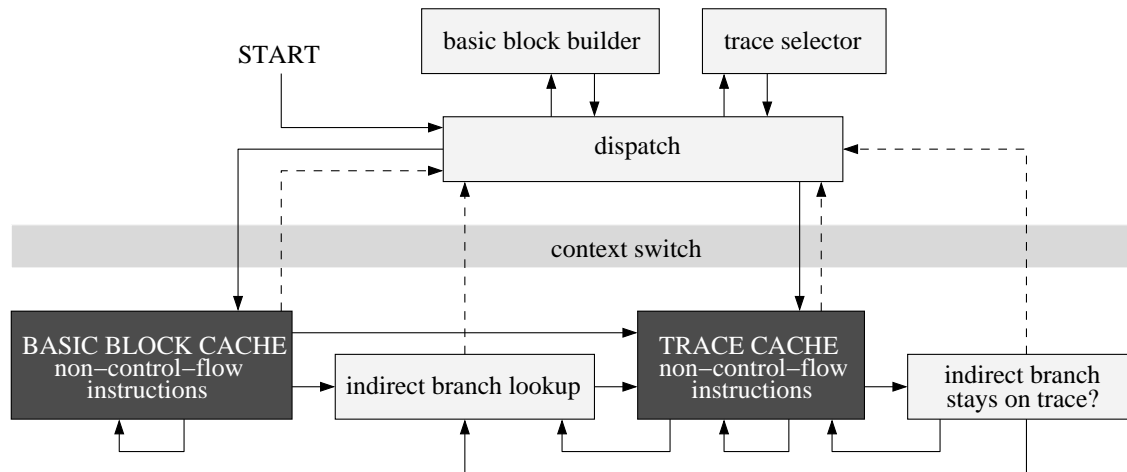 basic block builder
trace selector
START
dispatch
context switch
BASIC BLOCK CACHE
non−control−flow
instructions
indirect branch lookup
TRACE CACHE
non−control−flow
instructions
indirect branch
stays on trace?